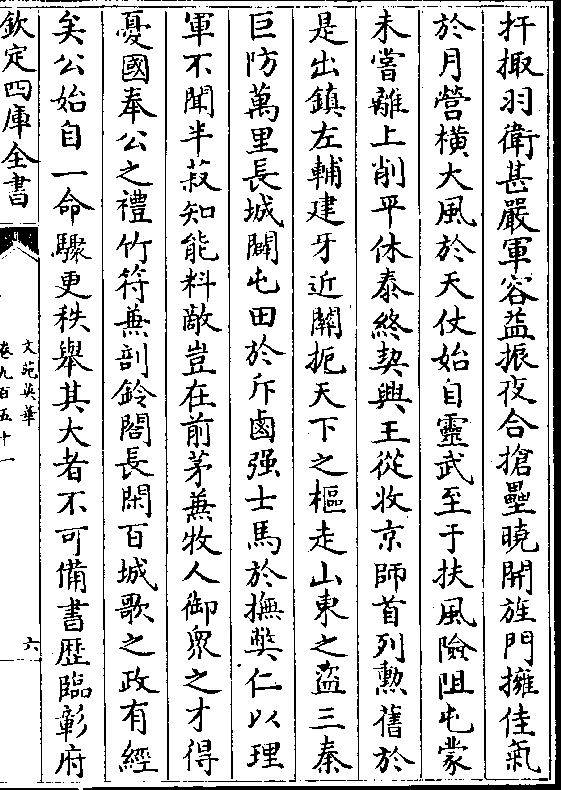 扞掫羽衛甚嚴軍容益振夜合搶壘曉開旌門擁佳氣
於月營橫大風於天仗始自靈武至于扶風險阻屯蒙
未嘗離上削平休泰終契興王從收京師首列勲舊於
是出鎮左輔建牙近關扼天下之樞走山東之盜三秦
巨防萬里長城闢屯田於斥鹵强士馬於撫獘仁以理
軍不聞半菽知能料敵豈在前茅兼牧人御眾之才得
憂國奉公之禮竹符兼剖鈴閤長閑百城歌之政有經
矣公始自一命驟更秩舉其大者不可備書歴臨彰府
欽定四庫全書
文苑英華
卷九百五十一
六